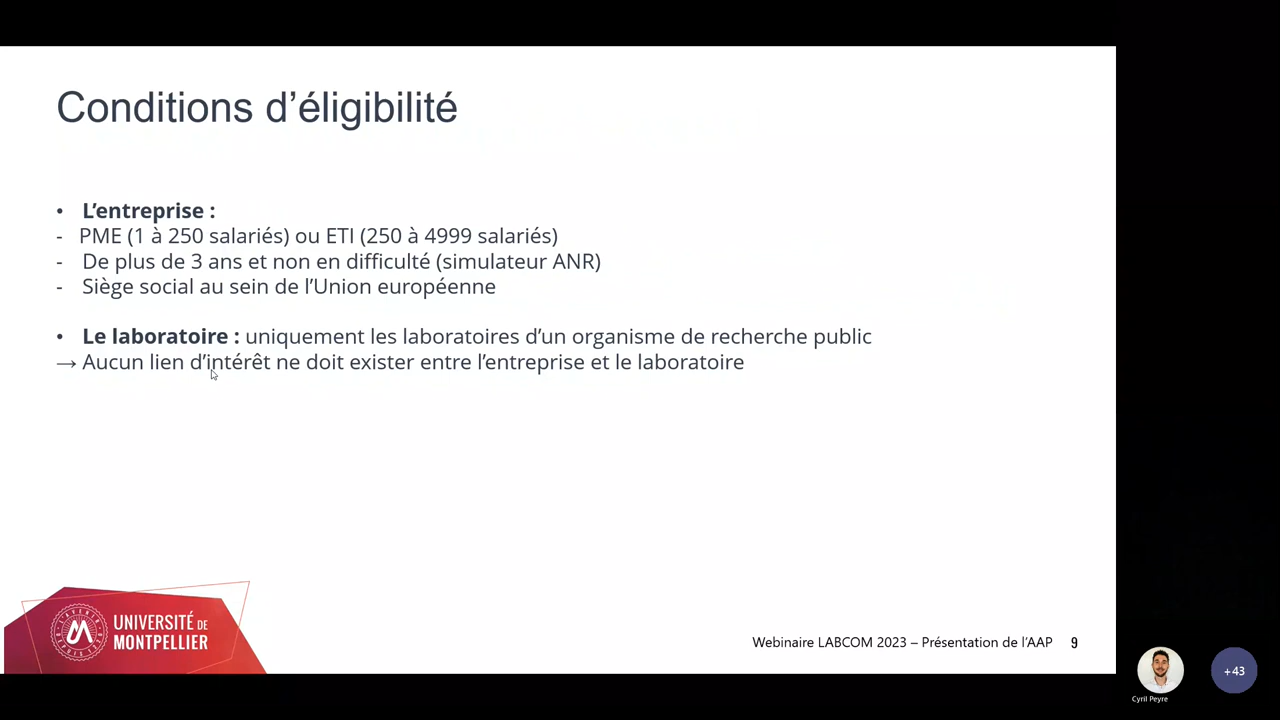 Conditions d’éligibilité
• L’entreprise :
- PME (1 à 250 salariés) ou ETI (250 à 4999 salariés)
- De plus de 3 ans et non en difficulté (simulateur ANR)
- Siège social au sein de l’Union européenne
• Le laboratoire : uniquement les laboratoires d’un organisme de recherche public
→ Aucun lien d’intérêt ne doit exister entre l’entreprise et le laboratoire
UNIVERSITÉ DE
MONTPELLIER
Webinaire LABCOM 2023 – Présentation de l’AAP 9
+43
Cyril Peyre